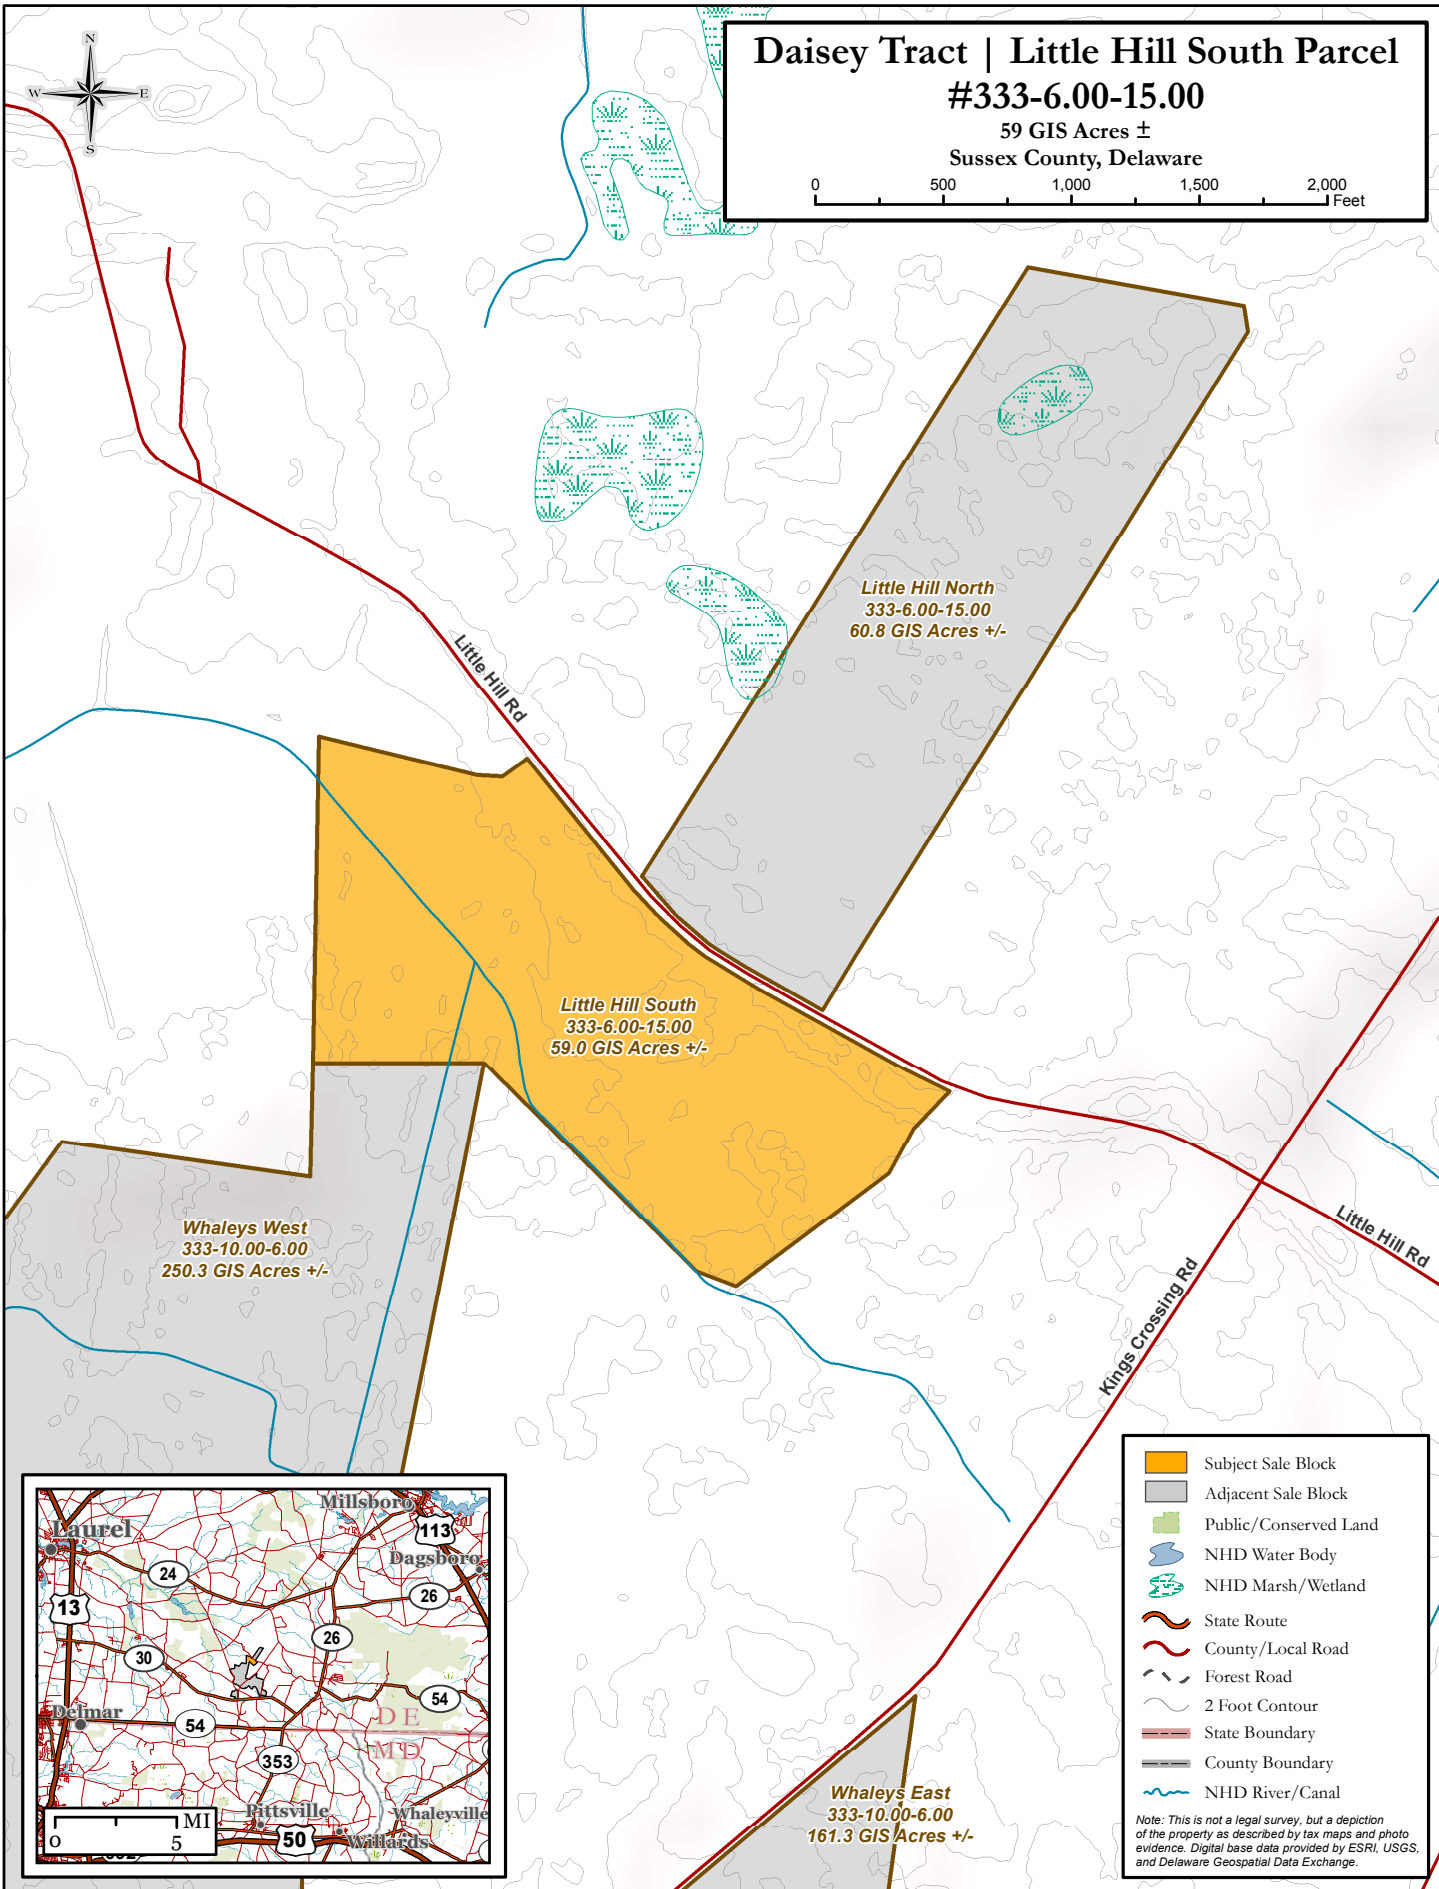 N
W E
S
Daisey Tract | Little Hill South Parcel
#333-6.00-15.00
59 GIS Acres ±
Sussex County, Delaware
0 500 1,000 1,500 2,000
Feet
Little Hill North
333-6.00-15.00
60.8 GIS Acres +/-
Little Hill Rd
Little Hill South
333-6.00-15.00
59.0 GIS Acres +/-
Whaleys West
333-10.00-6.00
250.3 GIS Acres +/-
Little Hill Rd
Kings Crossing Rd
Whaleys East
333-10.00-6.00
161.3 GIS Acres +/-
Millsboro
Laurel
113
Dagsboro
24
26
13
26
30
54
Delmar
54
DE
MD
353
Pittsville
Whaleyville
50
Willards
MI
0 5
Subject Sale Block
Adjacent Sale Block
Public/Conserved Land
NHD Water Body
NHD Marsh/Wetland
State Route
County/Local Road
Forest Road
2 Foot Contour
State Boundary
County Boundary
NHD River/Canal
Note: This is not a legal survey, but a depiction
of the property as described by tax maps and photo
evidence. Digital base data provided by ESRI, USGS,
and Delaware Geospatial Data Exchange.